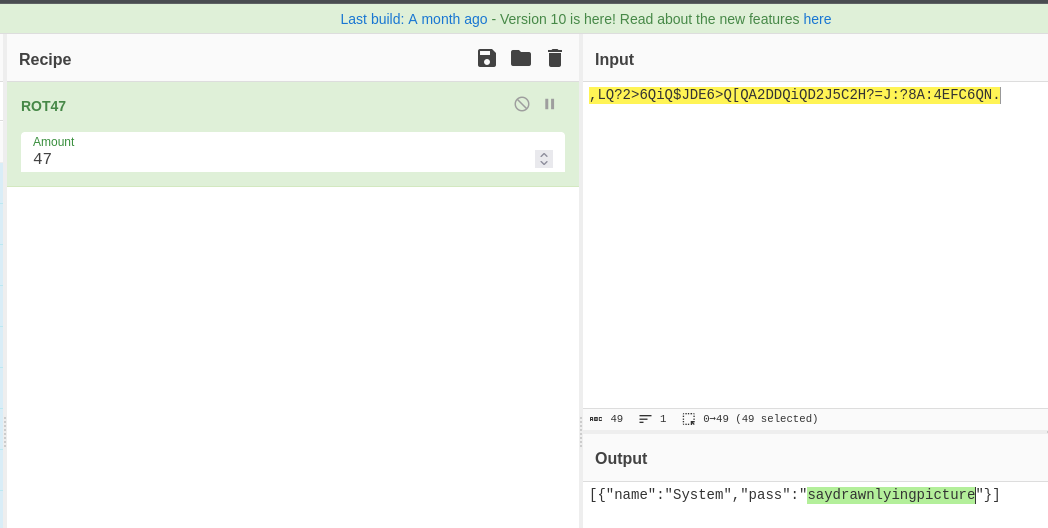 Last build: A month ago - Version 10 is here! Read about the new features here
Recipe
ROT47
Amount
47
Input
,LQ?2>6QiQ$JDE6>Q[QA2DDQiQD2J5C2H?=J:?8A:4EFC6QN.
ABC 49 1 0→49 (49 selected)
Output
[{"name":"System","pass":"saydrawnlyingpicture"}]